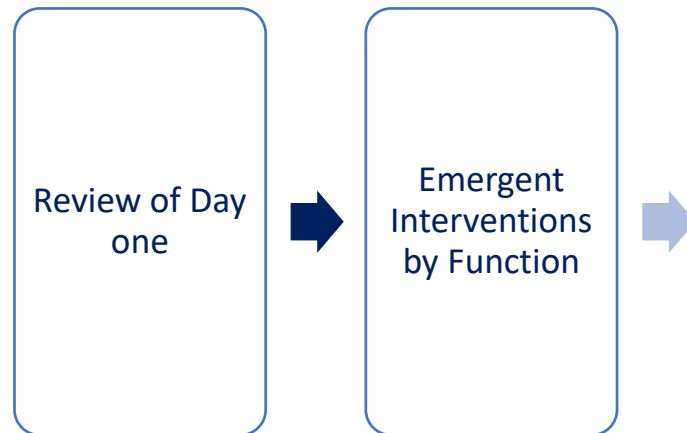 Review of Day
one
Emergent
Interventions
by Function